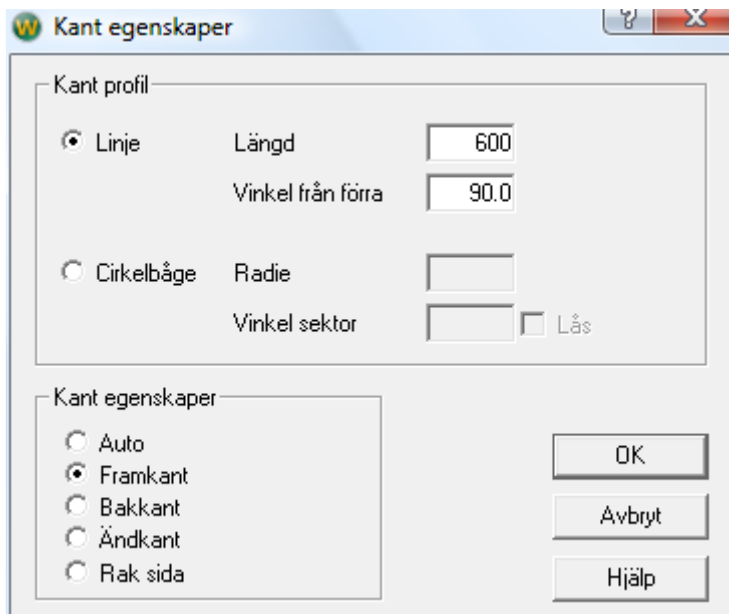 Kant egenskaper
Kant profil
Linje Längd 600
Vinkel från förra 90.0
Cirkelbåge Radie
Vinkel sektor Lås
Kant egenskaper
Auto
Framkant
Bakkant
Ändkant
Rak sida
OK
Avbryt
Hjälp